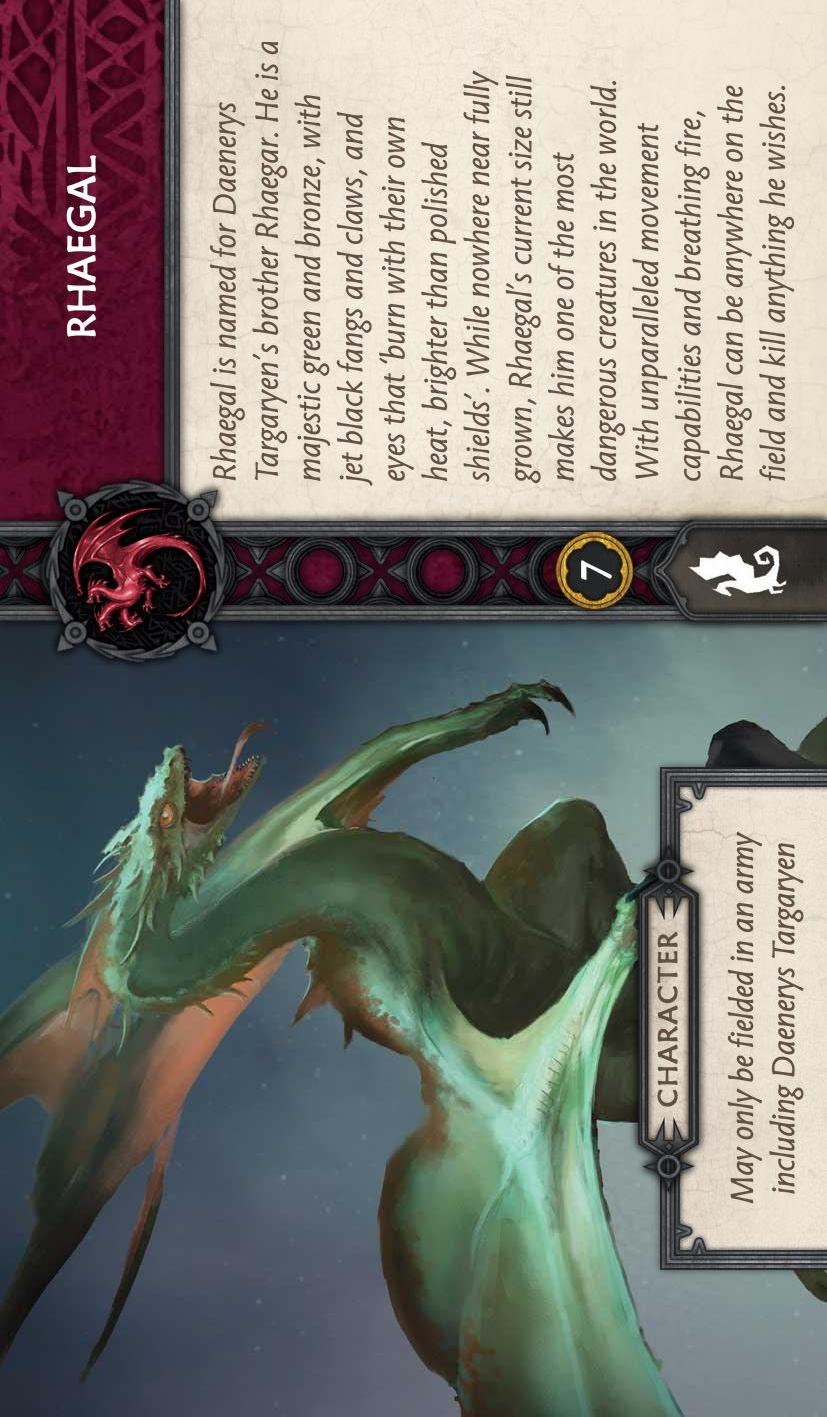 RHAEGAL
Rhaegal is named for Daenerys
Targaryen's brother Rhaegar. He is a
majestic green and bronze, with
jet black fangs and claws, and
eyes that 'burn with their own
heat, brighter than polished
shields'. While nowhere near fully
grown, Rhaegal's current size still
makes him one of the most
dangerous creatures in the world.
With unparalleled movement
capabilities and breathing fire,
Rhaegal can be anywhere on the
field and kill anything he wishes.
7
CHARACTER
May only be fielded in an army
including Daenerys Targaryen